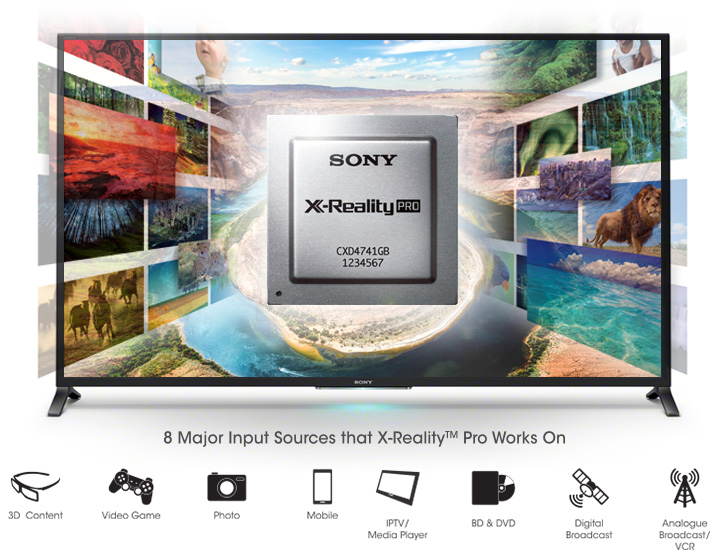 SONY
X-Reality PRO
CXD4741GB
1234567
SONY
8 Major Input Sources that X-Reality™ Pro Works On
3D Content
Video Game
Photo
Mobile
IPTV/
Media Player
BD & DVD
Digital
Broadcast
Analogue
Broadcast/
VCR